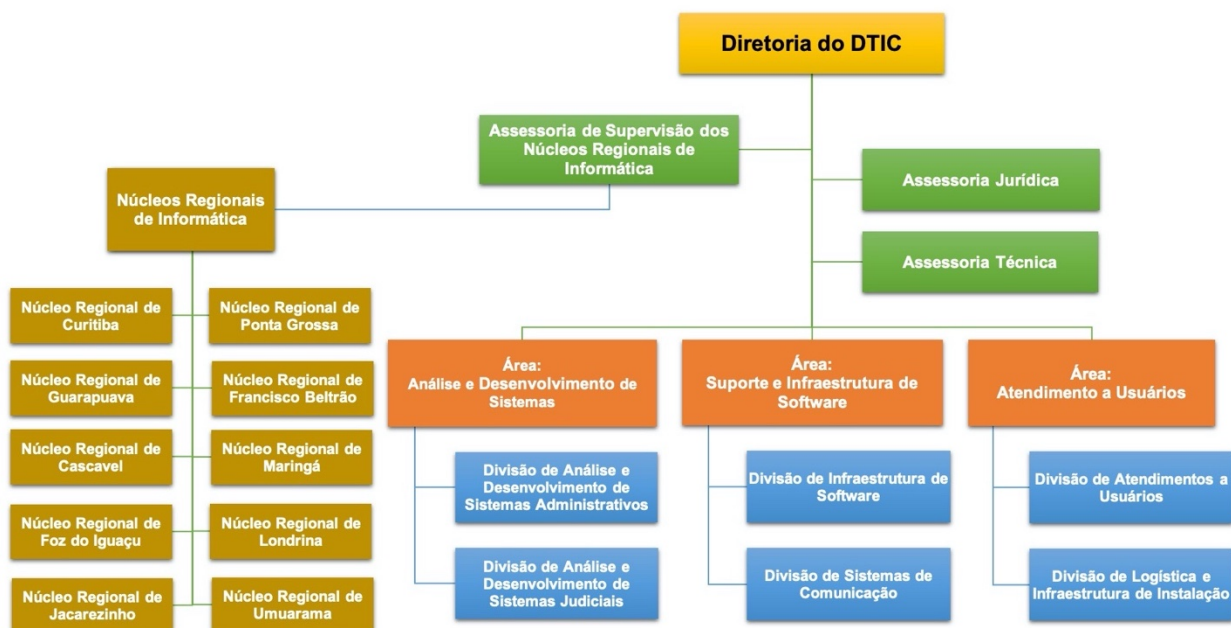 Diretoria do DTIC
Assessoria de Supervisão dos
Núcleos Regionais de
Informática
Assessoria Jurídica
Assessoria Técnica
Núcleos Regionais
de Informática
Núcleo Regional de
Curitiba
Núcleo Regional de
Ponta Grossa
Núcleo Regional de
Guarapuava
Núcleo Regional de
Francisco Beltrão
Núcleo Regional de
Cascavel
Núcleo Regional de
Maringá
Núcleo Regional de
Foz do Iguaçu
Núcleo Regional de
Londrina
Núcleo Regional de
Jacarezinho
Núcleo Regional de
Umuarama
Área:
Análise e Desenvolvimento de
Sistemas
Divisão de Análise e
Desenvolvimento de
Sistemas Administrativos
Divisão de Análise e
Desenvolvimento de
Sistemas Judiciais
Área:
Suporte e Infraestrutura de
Software
Divisão de Infraestrutura de
Software
Divisão de Sistemas de
Comunicação
Área:
Atendimento a Usuários
Divisão de Atendimentos a
Usuários
Divisão de Logística e
Infraestrutura de Instalação